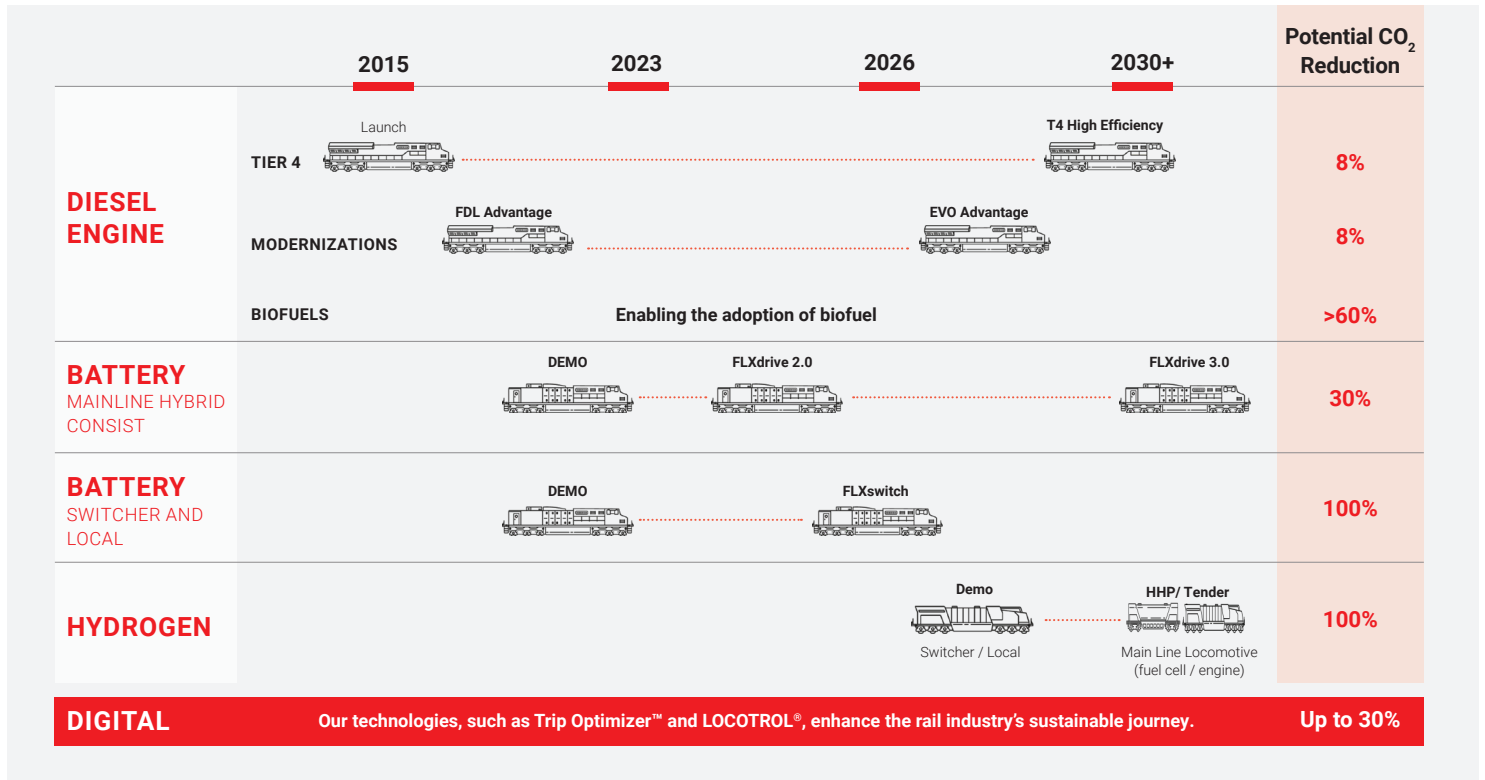 2015
2023
2026
2030+
Potential CO₂
Reduction
DIESEL
ENGINE
TIER 4
Launch
T4 High Efficiency
8%
MODERNIZATIONS
FDL Advantage
EVO Advantage
8%
BIOFUELS
Enabling the adoption of biofuel
>60%
BATTERY
MAINLINE HYBRID
CONSIST
DEMO
FLXdrive 2.0
FLXdrive 3.0
30%
BATTERY
SWITCHER AND
LOCAL
DEMO
FLXswitch
100%
HYDROGEN
Demo
Switcher / Local
HHP/ Tender
Main Line Locomotive
(fuel cell / engine)
100%
DIGITAL
Our technologies, such as Trip Optimizer™ and LOCOTROL®, enhance the rail industry’s sustainable journey.
Up to 30%